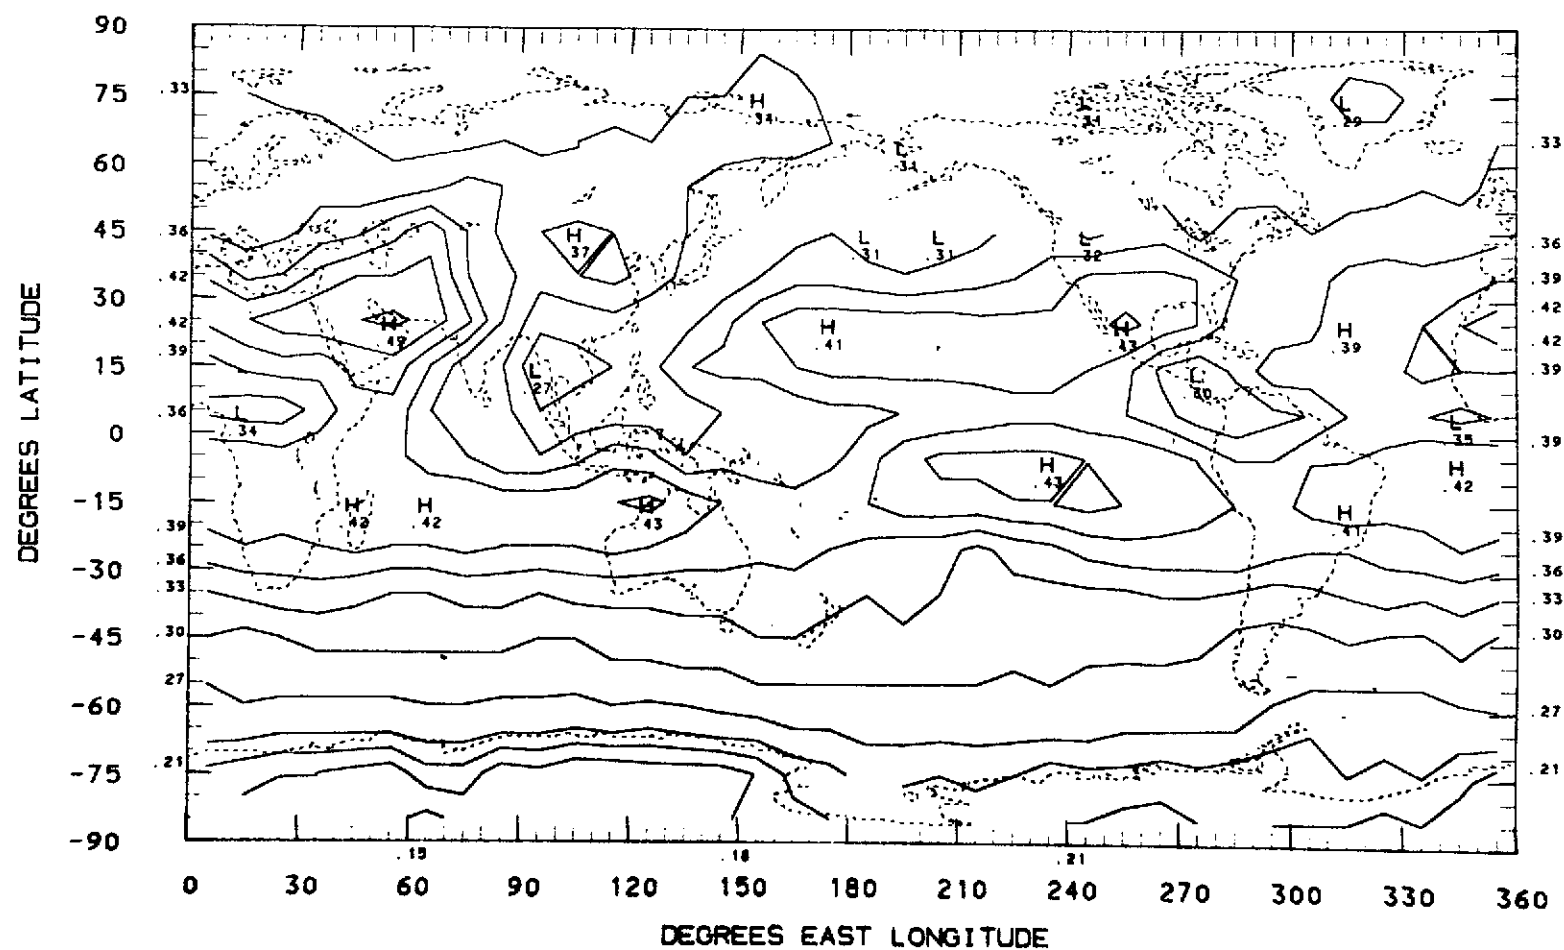 90
75
60
45
30
15
0
-15
-30
-45
-60
-75
-90
DEGREES LATITUDE
.33
.36
.42
.42
.39
.36
.39
.36
.33
.30
.27
.21
.33
.36
.39
.42
.42
.39
.39
.39
.36
.33
.30
.27
.21
H
.34
L
.31
L
.29
L
.31
H
.37
L
.31
L
.31
L
.32
H
H
.41
H
.43
H
.39
L
.27
L
.30
L
.34
L
.35
H
.43
H
.42
H
H
.42
H
.43
H
.41
.15
.18
.21
0 30 60 90 120 150 180 210 240 270 300 330 360
DEGREES EAST LONGITUDE